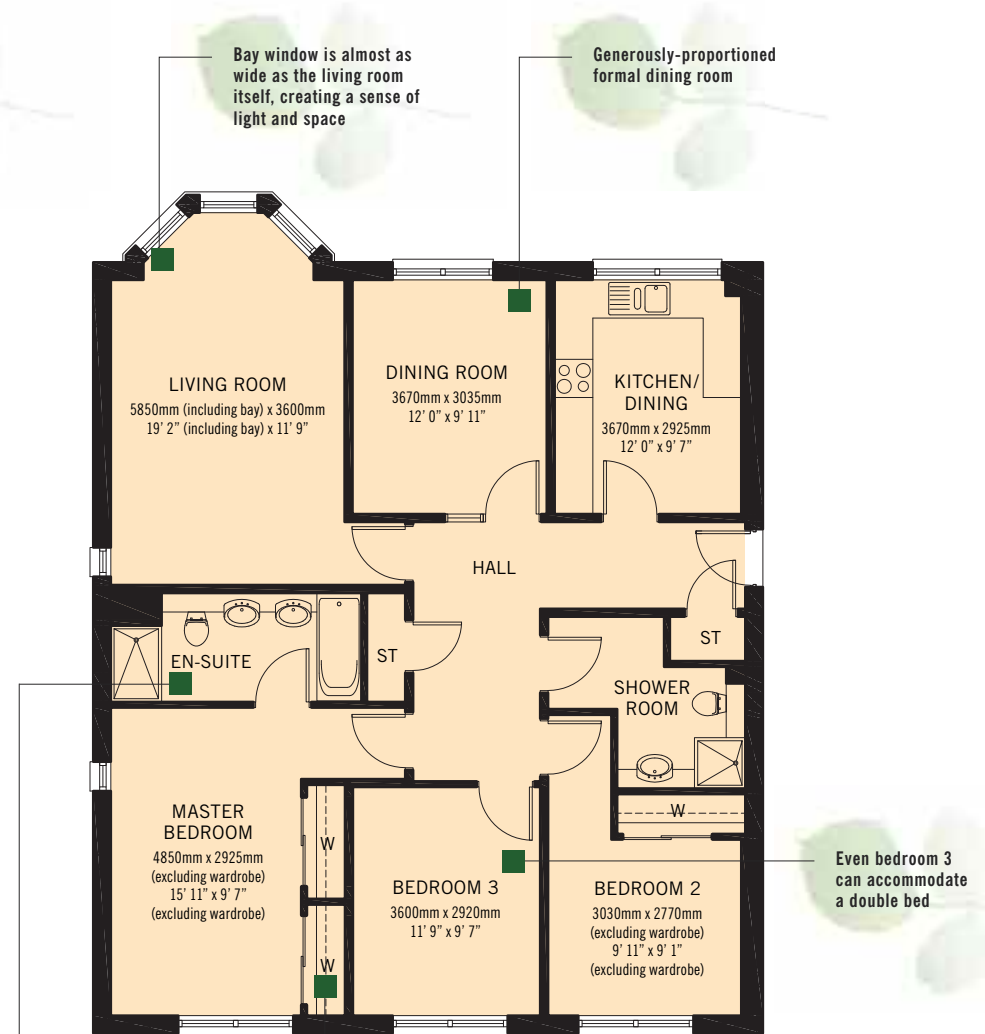 Bay window is almost as
wide as the living room
itself, creating a sense of
light and space
Generously-proportioned
formal dining room
LIVING ROOM
5850mm (including bay) x 3600mm
19' 2" (including bay) x 11' 9"
DINING ROOM
3670mm x 3035mm
12' 0" x 9' 11"
KITCHEN/
DINING
3670mm x 2925mm
12' 0" x 9' 7"
HALL
EN-SUITE
ST
ST
SHOWER
ROOM
MASTER
BEDROOM
4850mm x 2925mm
(excluding wardrobe)
15' 11" x 9' 7"
(excluding wardrobe)
W
W
W
BEDROOM 3
3600mm x 2920mm
11' 9" x 9' 7"
BEDROOM 2
3030mm x 2770mm
(excluding wardrobe)
9' 11" x 9' 1"
(excluding wardrobe)
Even bedroom 3
can accommodate
a double bed